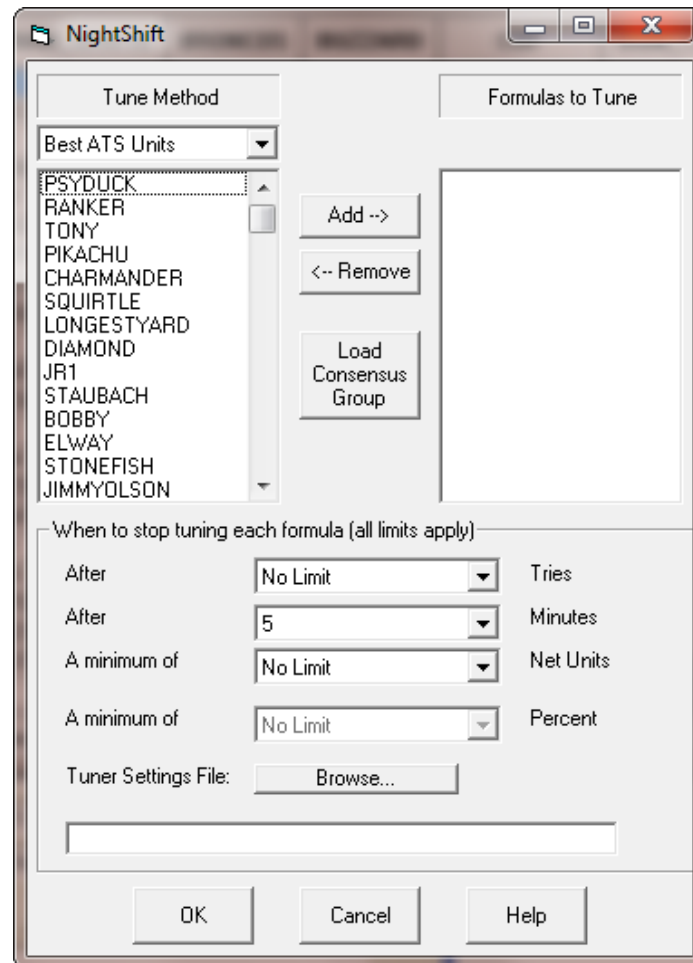 NightShift
Tune Method
Formulas to Tune
Best ATS Units
PSYDUCK
RANKER
TONY
PIKACHU
CHARMANDER
SQUIRTLE
LONGESTYARD
DIAMOND
JR1
STAUBACH
BOBBY
ELWAY
STONEFISH
JIMMYOLSON
Add -->
<-- Remove
Load
Consensus
Group
When to stop tuning each formula (all limits apply)
After No Limit Tries
After 5 Minutes
A minimum of No Limit Net Units
A minimum of No Limit Percent
Tuner Settings File: Browse...
OK Cancel Help